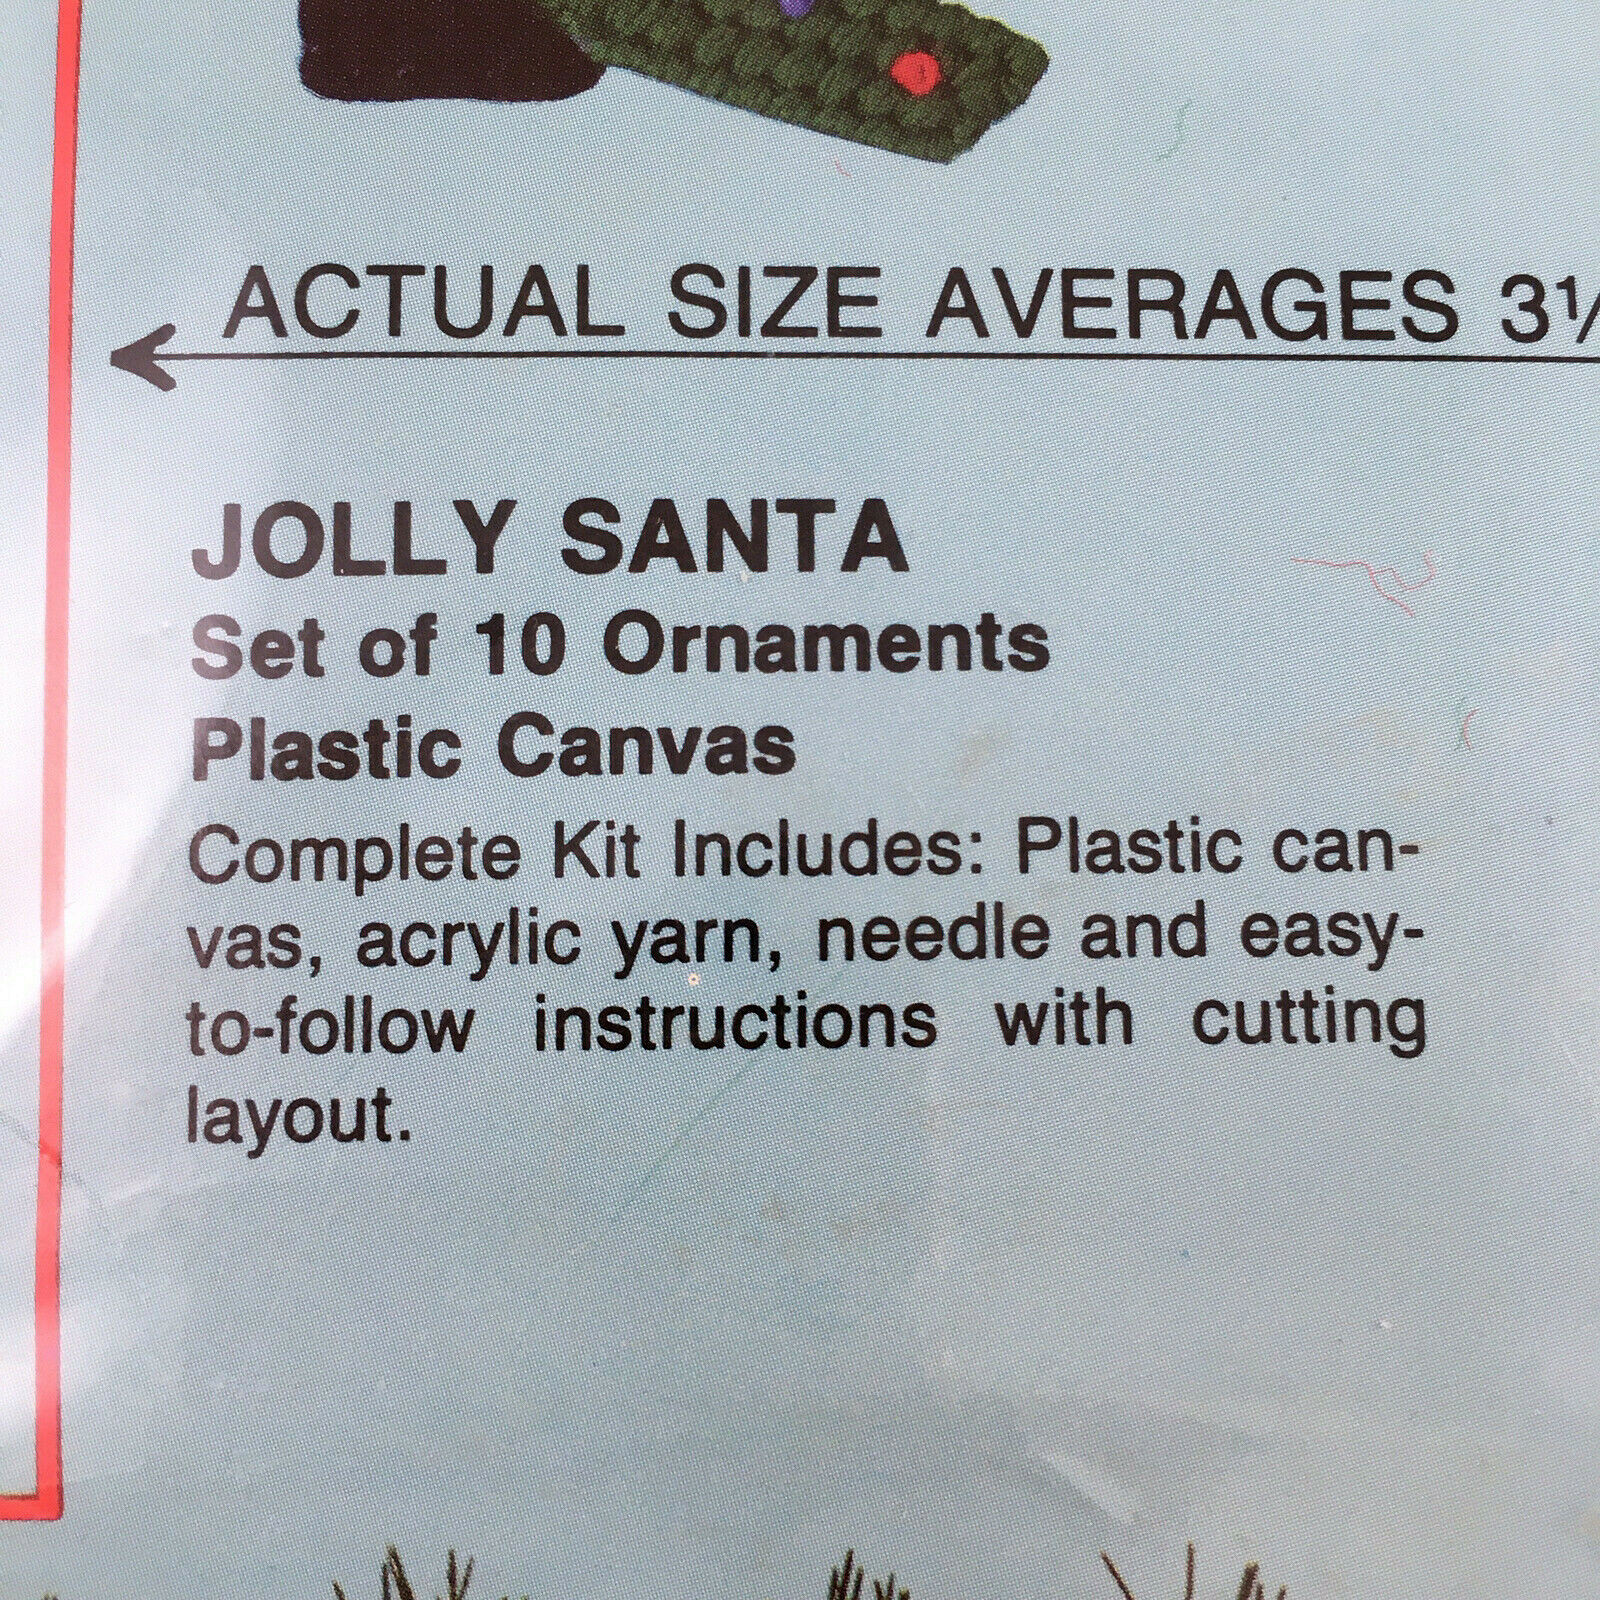 ACTUAL SIZE AVERAGES 31/
JOLLY SANTA
Set of 10 Ornaments
Plastic Canvas
Complete Kit Includes: Plastic can-
vas, acrylic yarn, needle and easy-
to-follow instructions with cutting
layout.